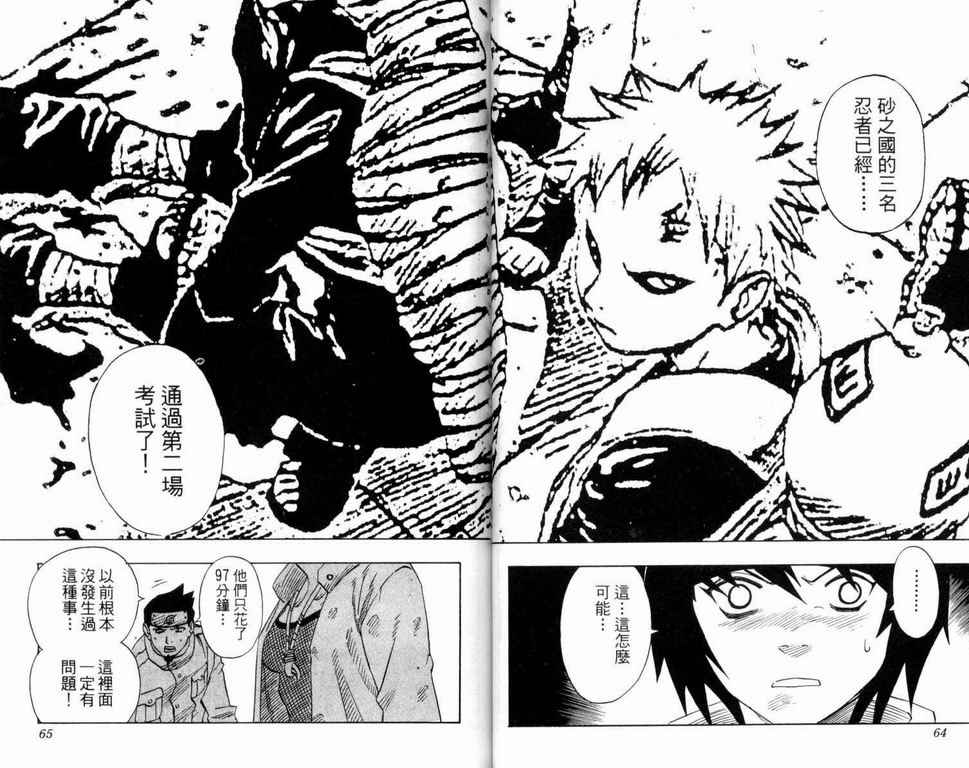 砂之國的三名
忍者已經……
………
這…這怎麼
可能…
64
通過第二場
考試了！
他們只花了
97分鐘…
以前根本
沒發生過
這種事…
這裡面
一定有
問題！
65